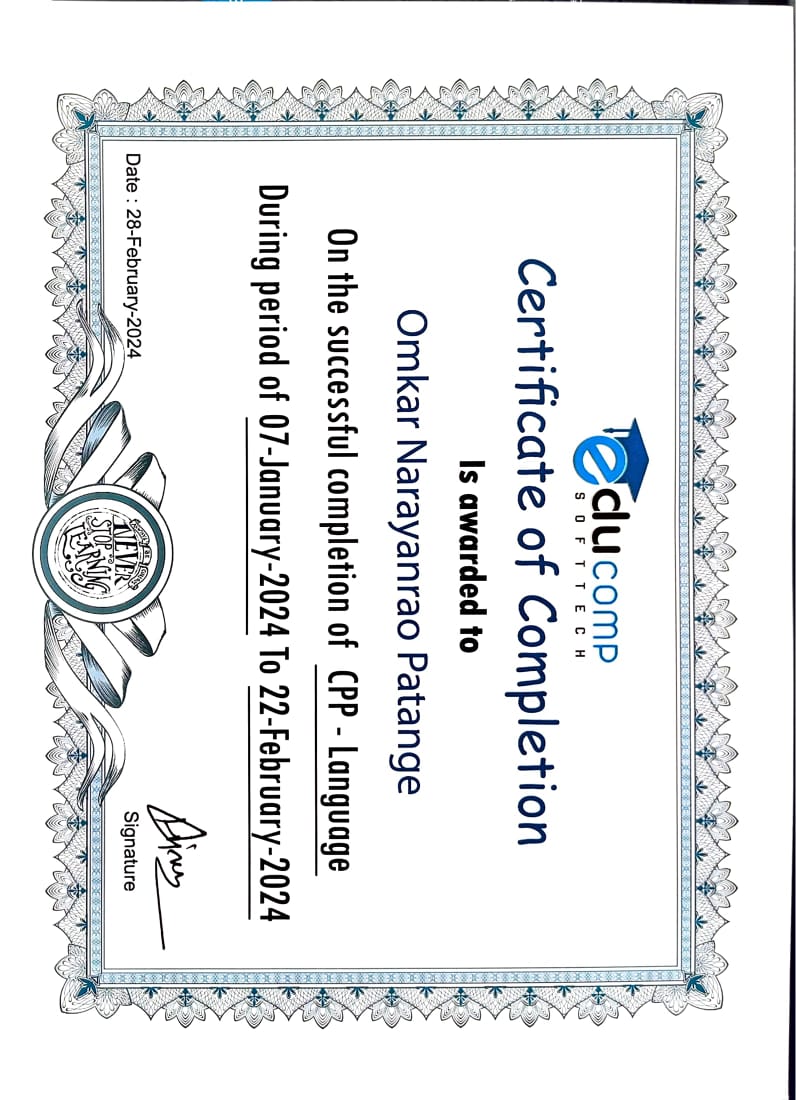 educomp
SOFTTECH
Certificate of Completion
Is awarded to
Omkar Narayanrao Patange
On the successful completion of CPP - Language
During period of 07-January-2024 To 22-February-2024
Date : 28-February-2024
Signature
NEVER
STOP
LEARNING